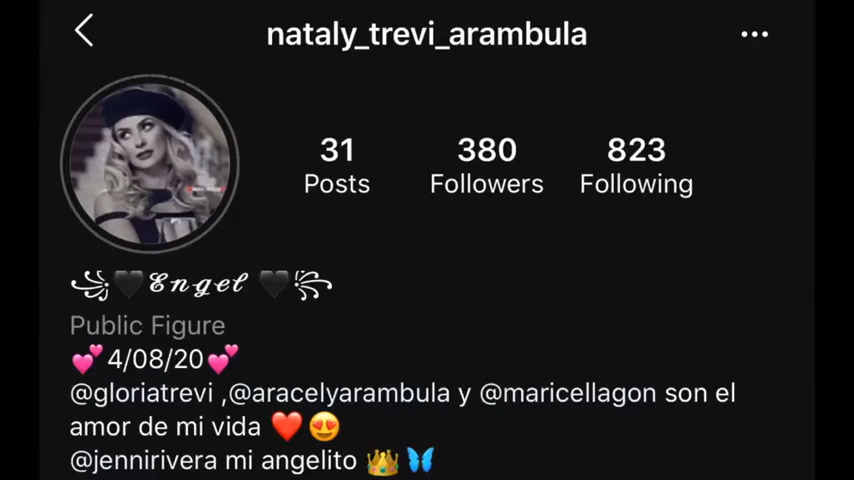 nataly_trevi_arambula
31 380 823
Posts Followers Following
꧁🖤𝓔𝓷𝓰𝓮𝓵 🖤꧂
Public Figure
💕4/08/20💕
@gloriatrevi ,@aracelyarambula y @maricellagon son el
amor de mi vida ❤️😍
@jennirivera mi angelito 👑🦋